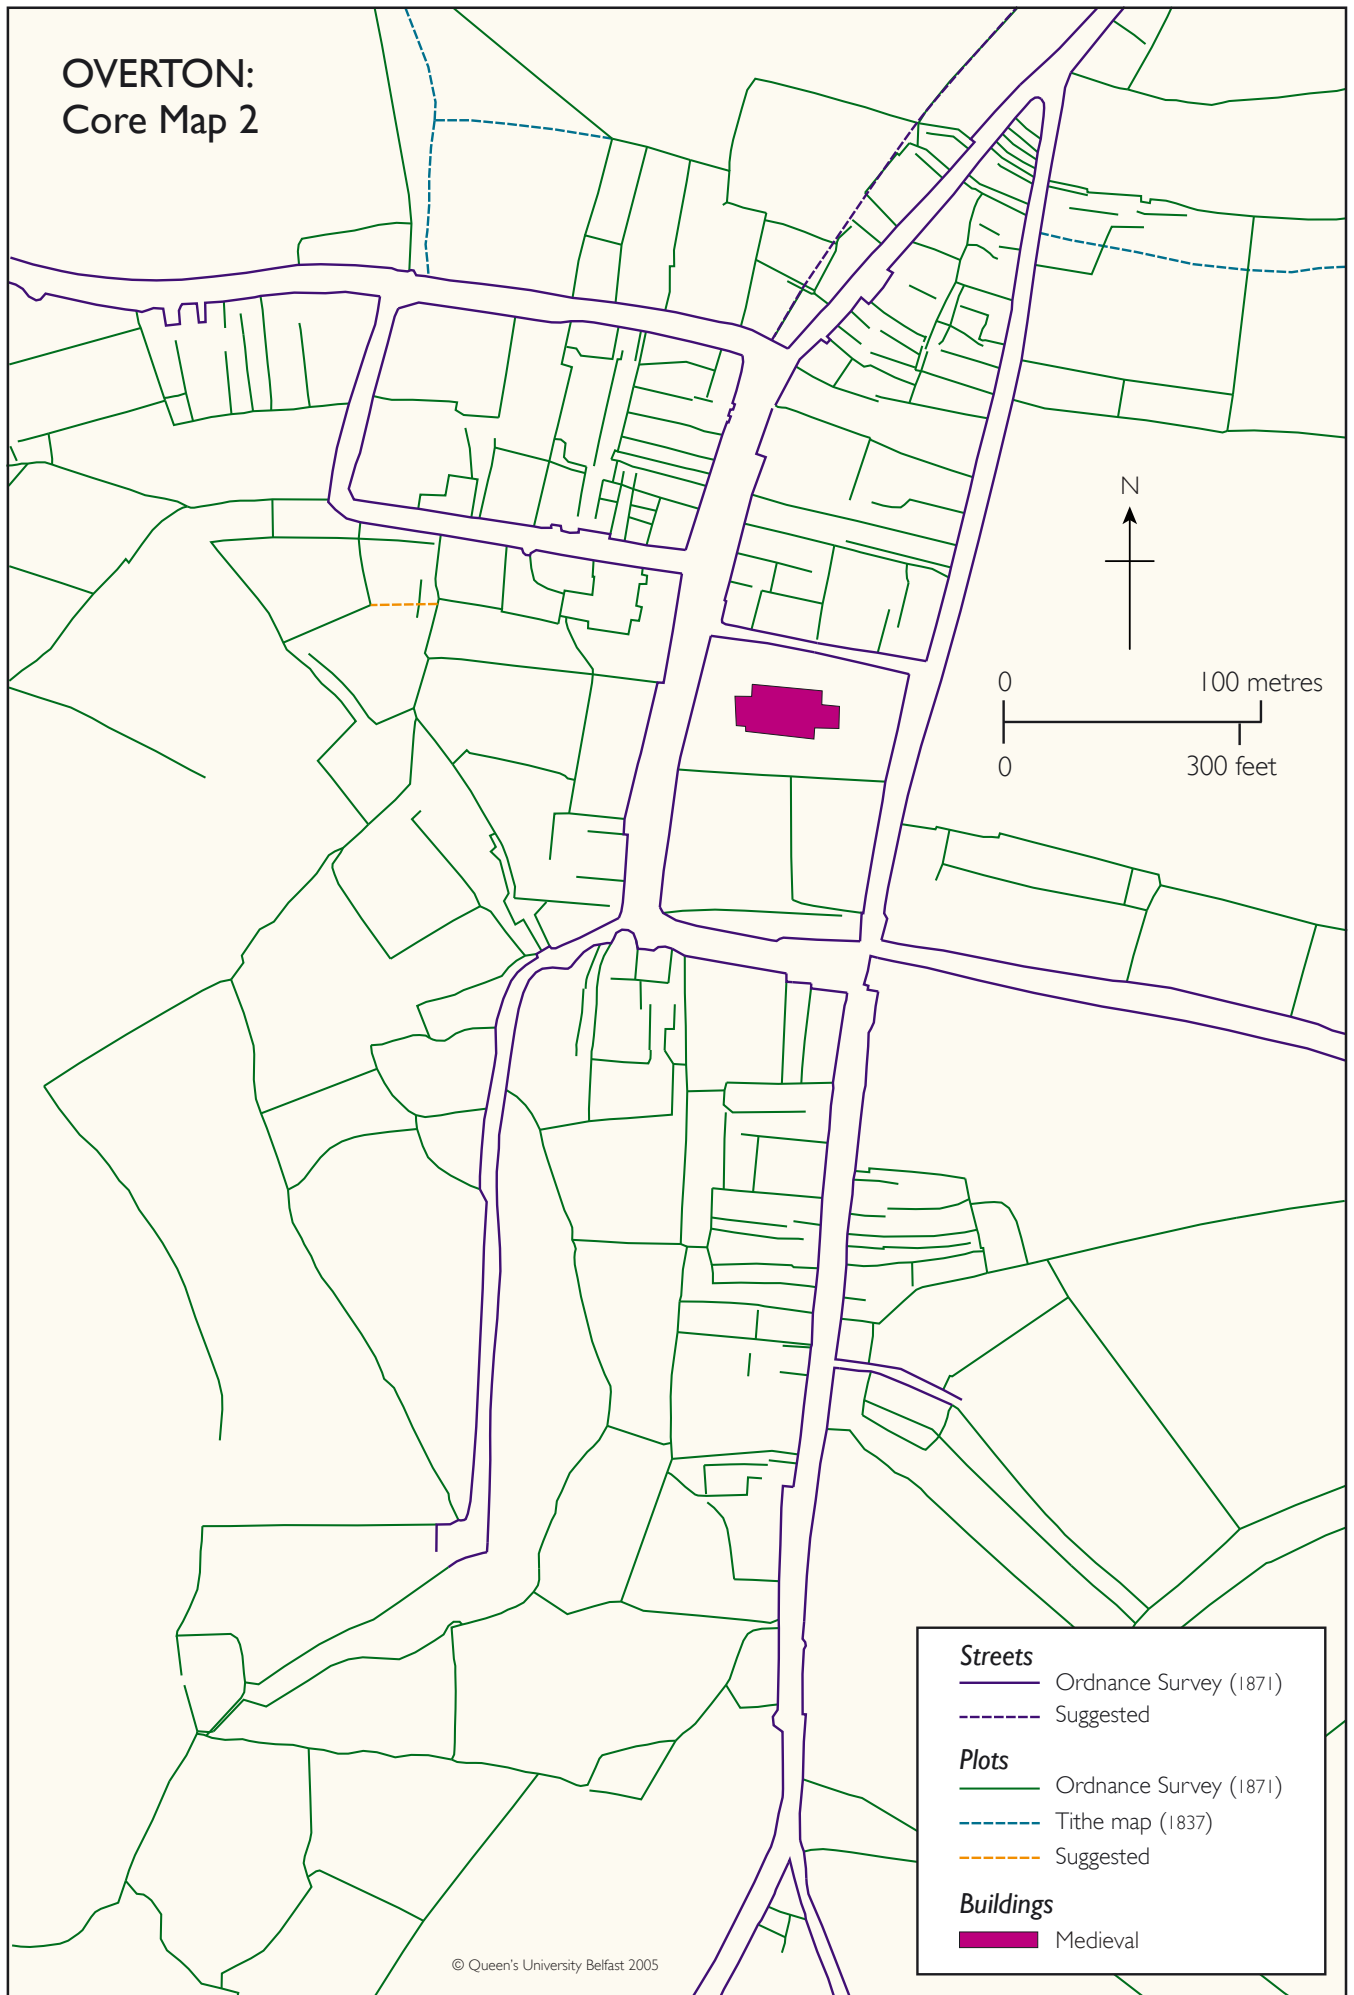 OVERTON:
Core Map 2
N
0 100 metres
0 300 feet
Streets
Ordnance Survey (1871)
Suggested
Plots
Ordnance Survey (1871)
Tithe map (1837)
Suggested
Buildings
Medieval
© Queen's University Belfast 2005